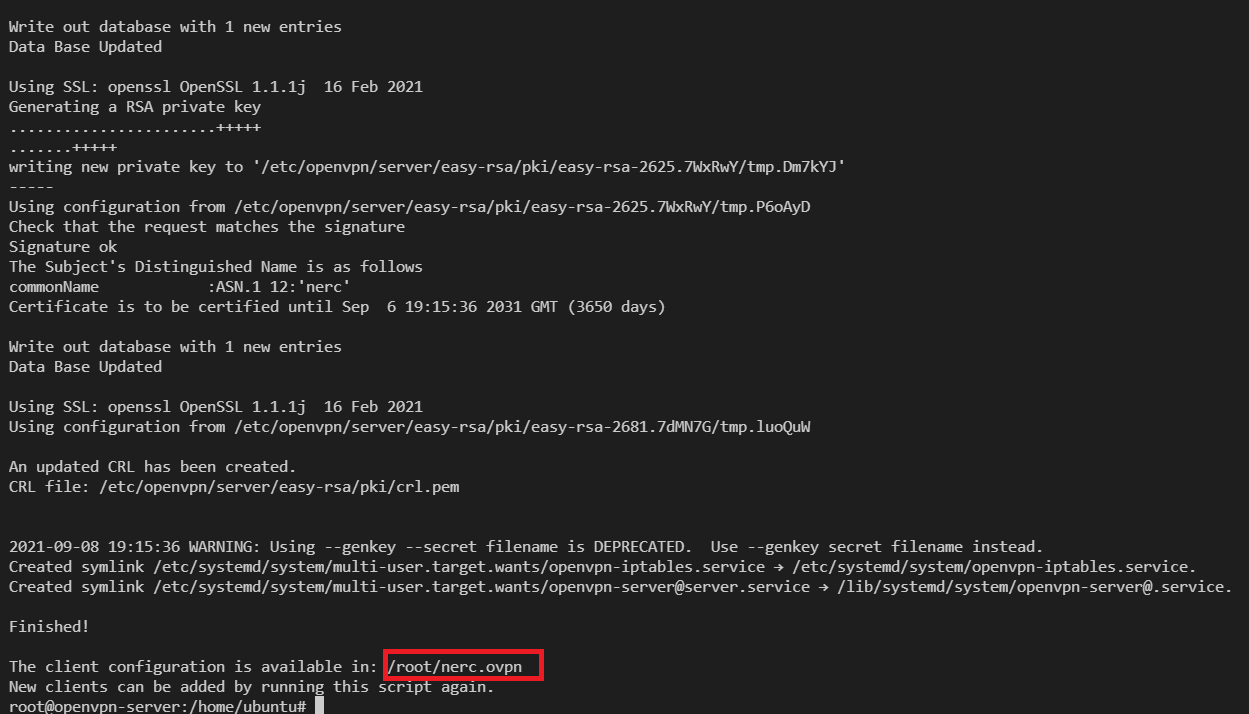 Write out database with 1 new entries
Data Base Updated
Using SSL: openssl OpenSSL 1.1.1j  16 Feb 2021
Generating a RSA private key
.......................+++++
.......+++++
writing new private key to '/etc/openvpn/server/easy-rsa/pki/easy-rsa-2625.7WxRwY/tmp.Dm7kYJ'
-----
Using configuration from /etc/openvpn/server/easy-rsa/pki/easy-rsa-2625.7WxRwY/tmp.P6oAyD
Check that the request matches the signature
Signature ok
The Subject's Distinguished Name is as follows
commonName            :ASN.1 12:'nerc'
Certificate is to be certified until Sep  6 19:15:36 2031 GMT (3650 days)
Write out database with 1 new entries
Data Base Updated
Using SSL: openssl OpenSSL 1.1.1j  16 Feb 2021
Using configuration from /etc/openvpn/server/easy-rsa/pki/easy-rsa-2681.7dMN7G/tmp.luoQuW
An updated CRL has been created.
CRL file: /etc/openvpn/server/easy-rsa/pki/crl.pem
2021-09-08 19:15:36 WARNING: Using --genkey --secret filename is DEPRECATED.  Use --genkey secret filename instead.
Created symlink /etc/systemd/system/multi-user.target.wants/openvpn-iptables.service → /etc/systemd/system/openvpn-iptables.service.
Created symlink /etc/systemd/system/multi-user.target.wants/openvpn-server@server.service → /lib/systemd/system/openvpn-server@.service.
Finished!
The client configuration is available in: /root/nerc.ovpn
New clients can be added by running this script again.
root@openvpn-server:/home/ubuntu#